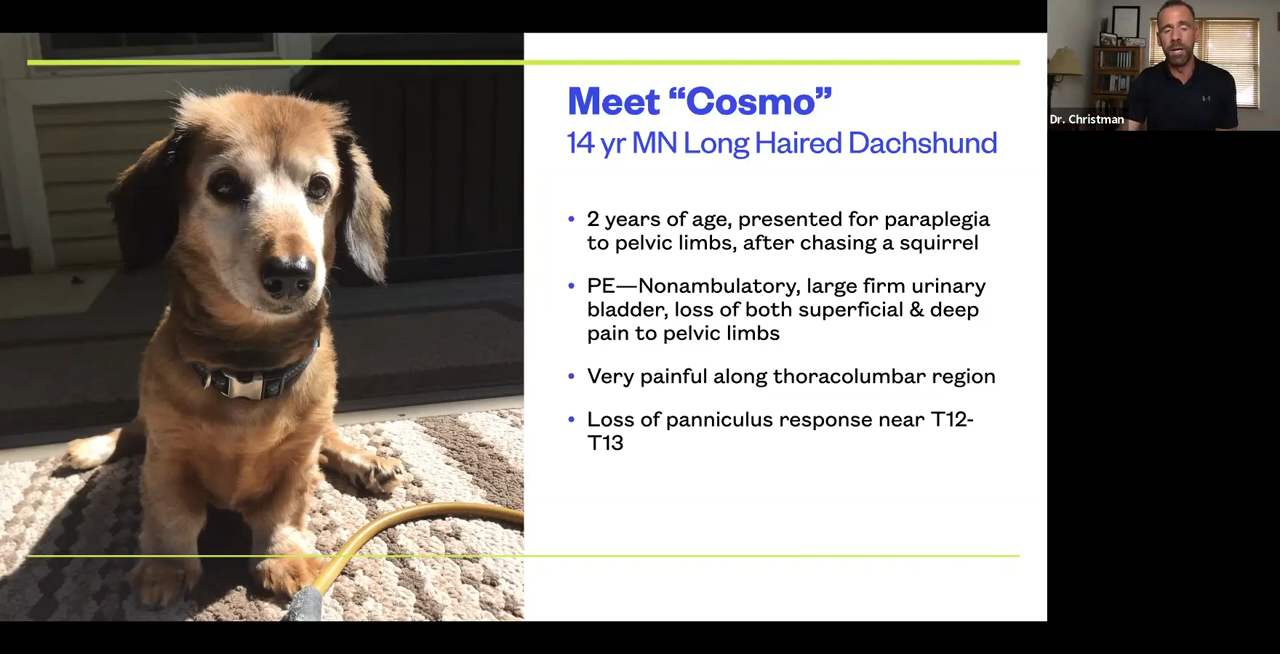 Meet “Cosmo”
14 yr MN Long Haired Dachshund
• 2 years of age, presented for paraplegia
to pelvic limbs, after chasing a squirrel
• PE—Nonambulatory, large firm urinary
bladder, loss of both superficial & deep
pain to pelvic limbs
• Very painful along thoracolumbar region
• Loss of panniculus response near T12-
T13
Dr. Christman